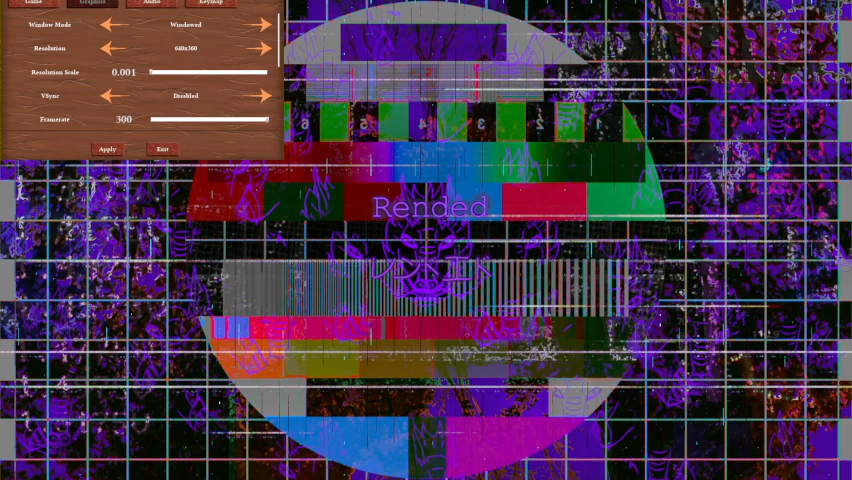 Game Graphics Audio Keymap
Window Mode Windowed
Resolution 640x360
Resolution Scale 0.001
VSync Disabled
Framerate 300
Apply Exit
Rended